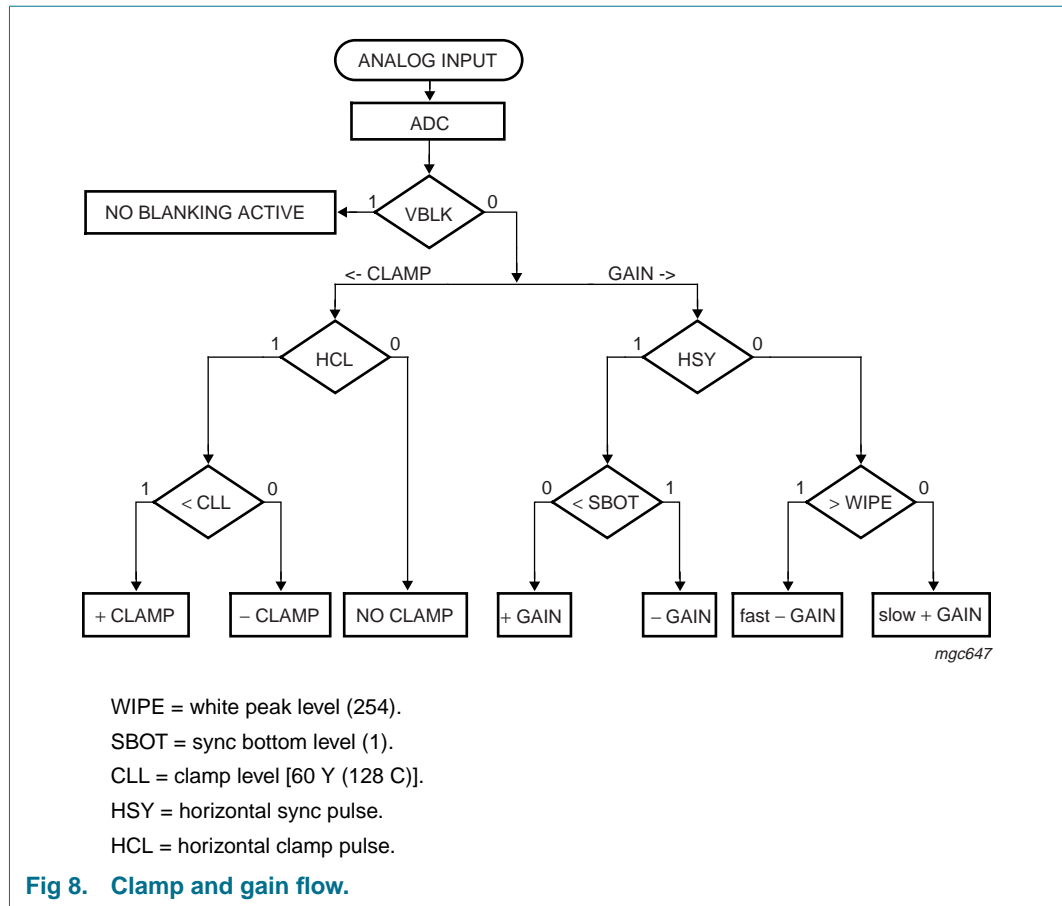 ANALOG INPUT
ADC
1 VBLK 0
NO BLANKING ACTIVE
<- CLAMP GAIN ->
1 HCL 0
1 HSY 0
1 < CLL 0
0 < SBOT 1
1 > WIPE 0
+ CLAMP
− CLAMP
NO CLAMP
+ GAIN
− GAIN
fast − GAIN
slow + GAIN
mgc647
WIPE = white peak level (254).
SBOT = sync bottom level (1).
CLL = clamp level [60 Y (128 C)].
HSY = horizontal sync pulse.
HCL = horizontal clamp pulse.
Fig 8. Clamp and gain flow.